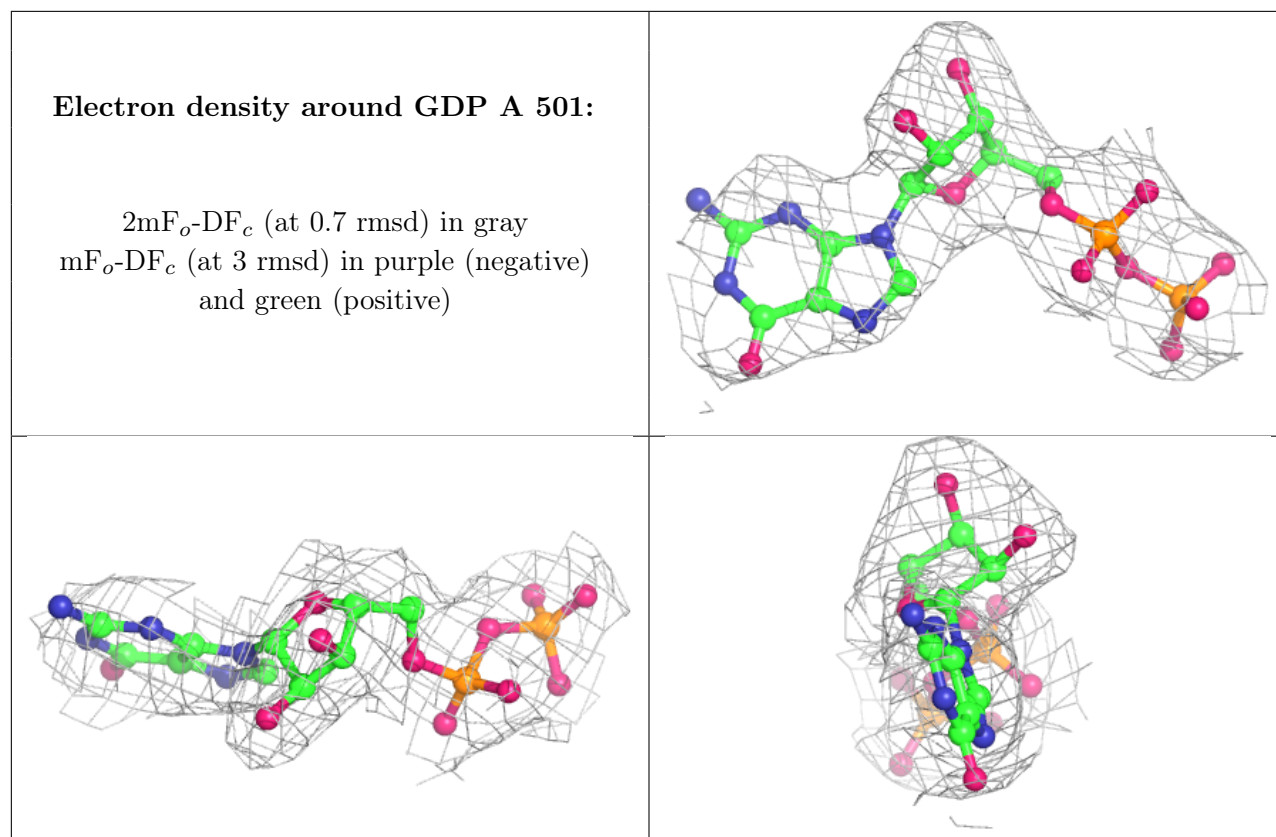 Electron density around GDP A 501:
2mFₒ-DF𝒸 (at 0.7 rmsd) in gray
mFₒ-DF𝒸 (at 3 rmsd) in purple (negative)
and green (positive)